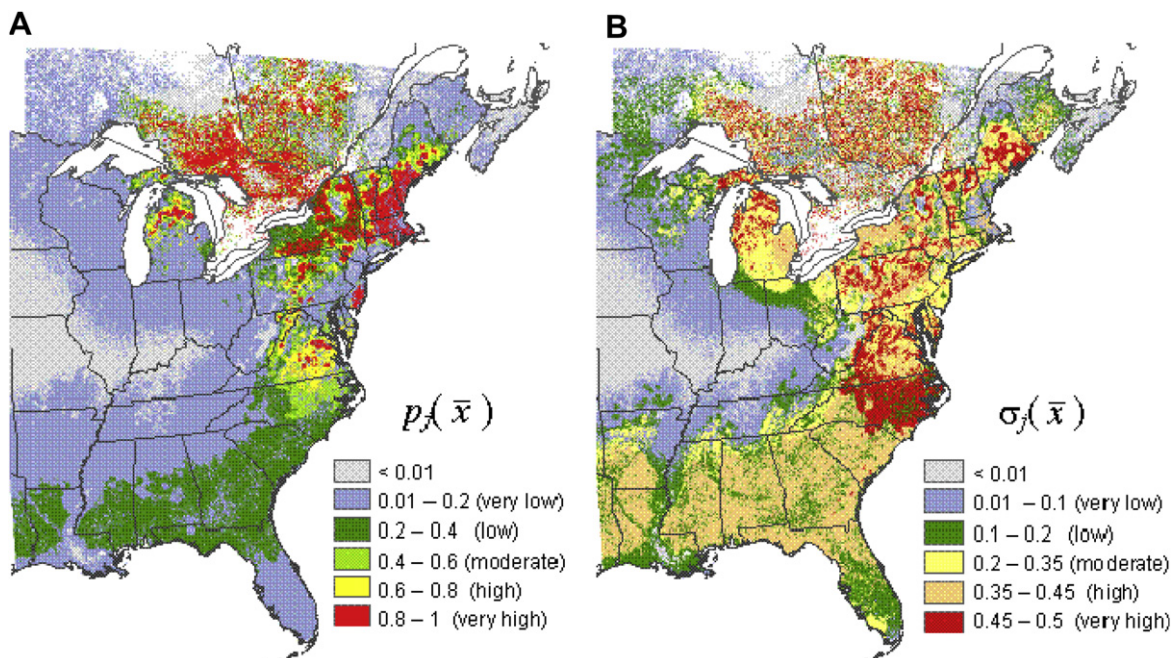 A
B
p_j(x̄)
< 0.01
0.01 – 0.2 (very low)
0.2 – 0.4 (low)
0.4 – 0.6 (moderate)
0.6 – 0.8 (high)
0.8 – 1 (very high)
σ_j(x̄)
< 0.01
0.01 – 0.1 (very low)
0.1 – 0.2 (low)
0.2 – 0.35 (moderate)
0.35 – 0.45 (high)
0.45 – 0.5 (very high)